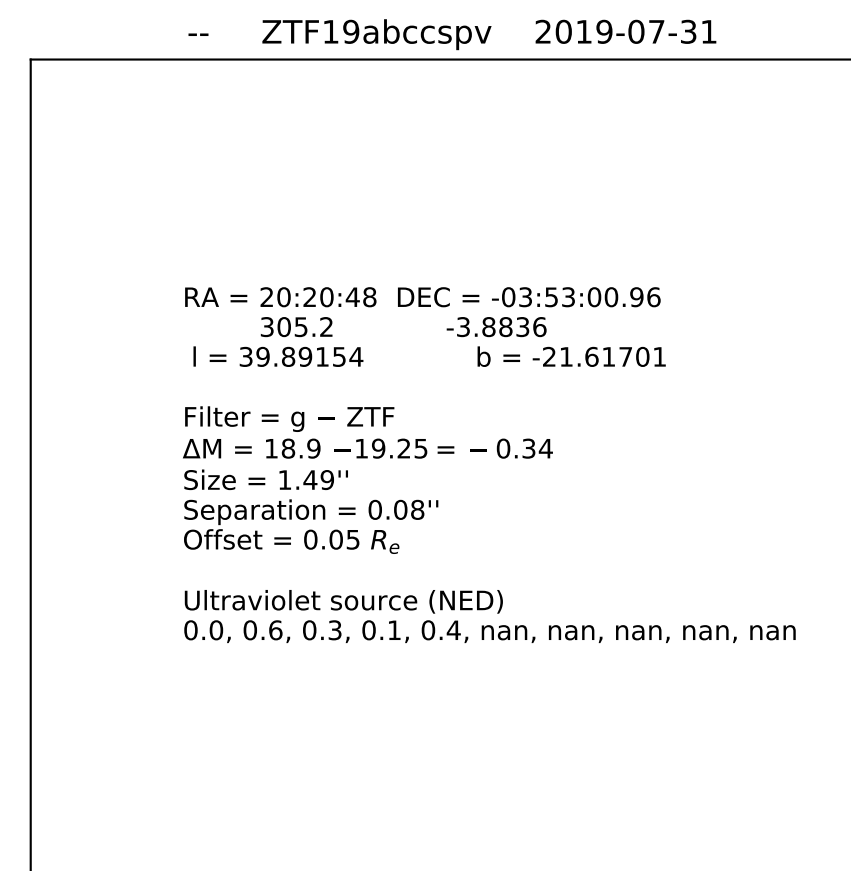 -- ZTF19abccspv 2019-07-31
RA = 20:20:48 DEC = -03:53:00.96
305.2 -3.8836
l = 39.89154 b = -21.61701
Filter = g − ZTF
ΔM = 18.9 −19.25 = − 0.34
Size = 1.49''
Separation = 0.08''
Offset = 0.05 Re
Ultraviolet source (NED)
0.0, 0.6, 0.3, 0.1, 0.4, nan, nan, nan, nan, nan